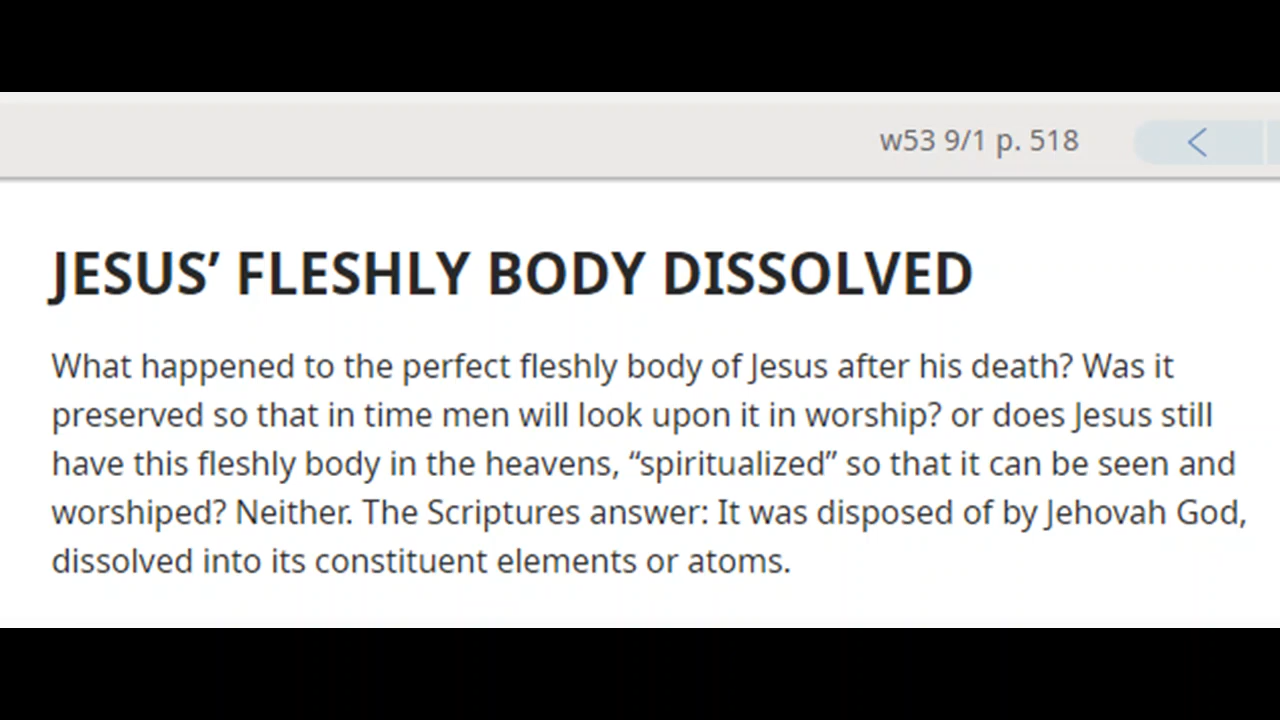 w53 9/1 p. 518
JESUS’ FLESHLY BODY DISSOLVED
What happened to the perfect fleshly body of Jesus after his death? Was it
preserved so that in time men will look upon it in worship? or does Jesus still
have this fleshly body in the heavens, “spiritualized” so that it can be seen and
worshiped? Neither. The Scriptures answer: It was disposed of by Jehovah God,
dissolved into its constituent elements or atoms.